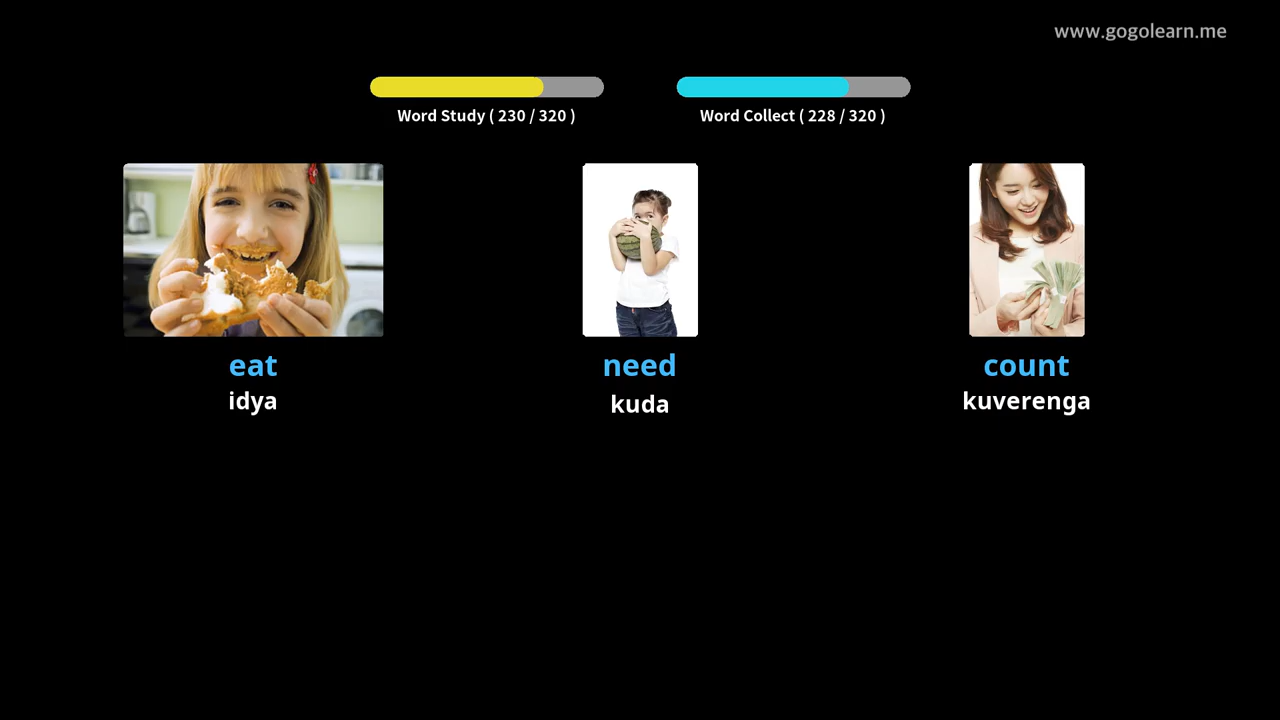 www.gogolearn.me
Word Study ( 230 / 320 )
Word Collect ( 228 / 320 )
eat
idya
need
kuda
count
kuverenga